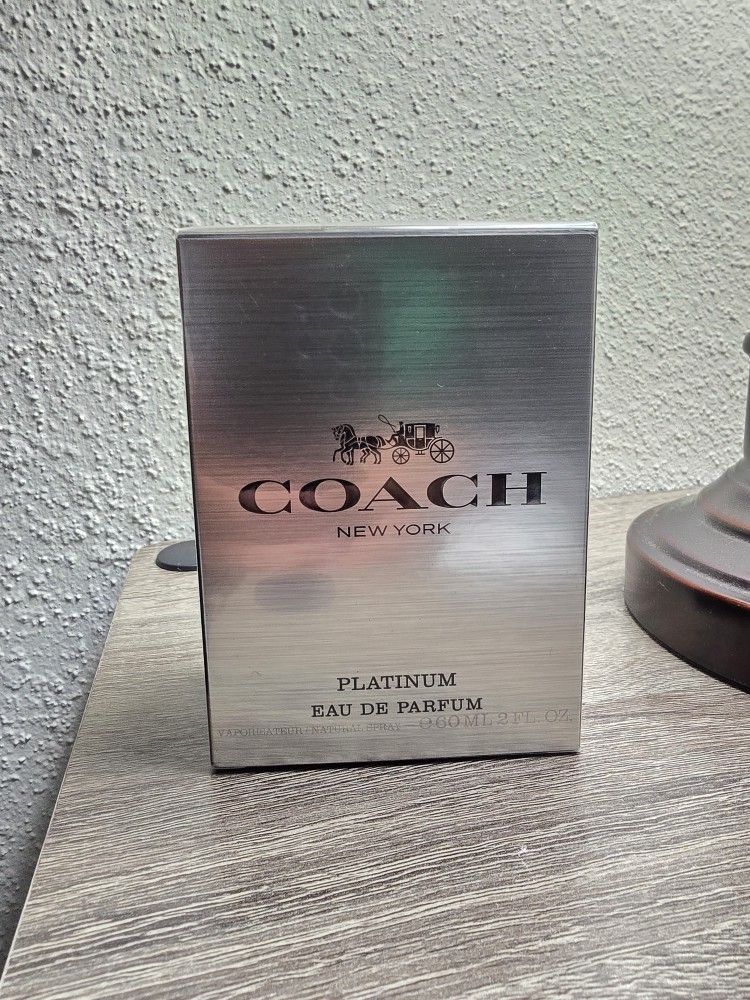 COACH
NEW YORK
PLATINUM
EAU DE PARFUM
VAPORISATEUR / NATURAL SPRAY — ℮ 60 ML 2 FL. OZ.